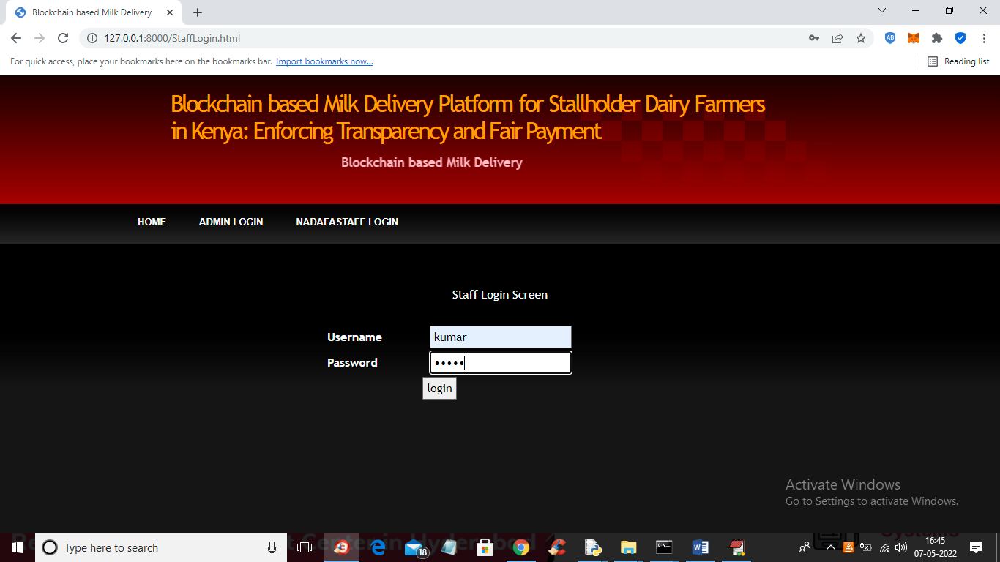 Blockchain based Milk Delivery
127.0.0.1:8000/StaffLogin.html
AB
For quick access, place your bookmarks here on the bookmarks bar. Import bookmarks now...
Reading list
Blockchain based Milk Delivery Platform for Stallholder Dairy Farmers
in Kenya: Enforcing Transparency and Fair Payment
Blockchain based Milk Delivery
HOME ADMIN LOGIN NADAFASTAFF LOGIN
Staff Login Screen
Username kumar
Password •••••
login
Activate Windows
Go to Settings to activate Windows.
Type here to search
18
16:45
07-05-2022